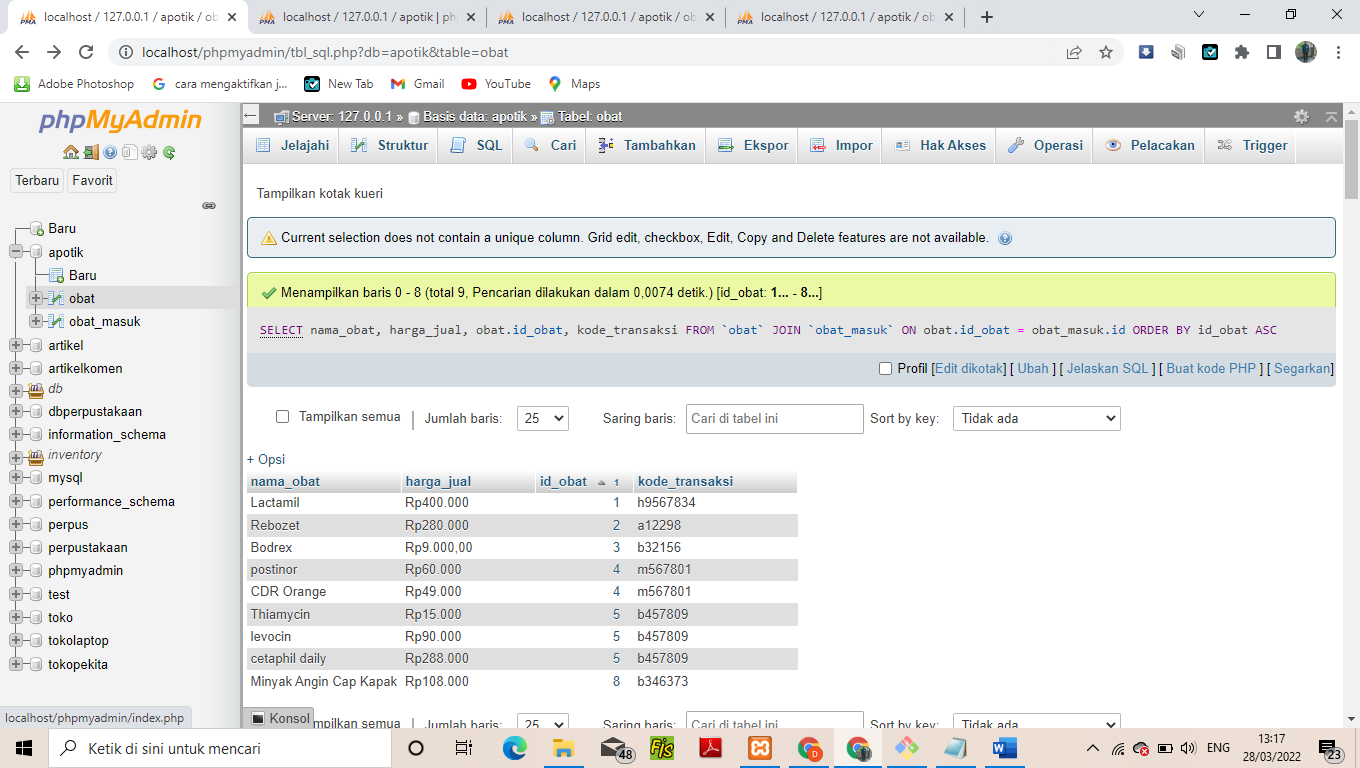 localhost / 127.0.0.1 / apotik / ob
localhost / 127.0.0.1 / apotik | ph
localhost / 127.0.0.1 / apotik / ob
localhost / 127.0.0.1 / apotik / ob
localhost/phpmyadmin/tbl_sql.php?db=apotik&table=obat
Adobe Photoshop cara mengaktifkan j... New Tab Gmail YouTube Maps
phpMyAdmin
Terbaru Favorit
Baru
apotik
Baru
obat
obat_masuk
artikel
artikelkomen
db
dbperpustakaan
information_schema
inventory
mysql
performance_schema
perpus
perpustakaan
phpmyadmin
test
toko
tokolaptop
tokopekita
localhost/phpmyadmin/index.php
Server: 127.0.0.1 » Basis data: apotik » Tabel: obat
Jelajahi Struktur SQL Cari Tambahkan Ekspor Impor Hak Akses Operasi Pelacakan Trigger
Tampilkan kotak kueri
Current selection does not contain a unique column. Grid edit, checkbox, Edit, Copy and Delete features are not available.
Menampilkan baris 0 - 8 (total 9, Pencarian dilakukan dalam 0,0074 detik.) [id_obat: 1... - 8...]
SELECT nama_obat, harga_jual, obat.id_obat, kode_transaksi FROM `obat` JOIN `obat_masuk` ON obat.id_obat = obat_masuk.id ORDER BY id_obat ASC
Profil [Edit dikotak] [ Ubah ] [ Jelaskan SQL ] [ Buat kode PHP ] [ Segarkan]
Tampilkan semua | Jumlah baris: 25 Saring baris: Cari di tabel ini Sort by key: Tidak ada
+ Opsi
nama_obat harga_jual id_obat 1 kode_transaksi
Lactamil Rp400.000 1 h9567834
Rebozet Rp280.000 2 a12298
Bodrex Rp9.000,00 3 b32156
postinor Rp60.000 4 m567801
CDR Orange Rp49.000 4 m567801
Thiamycin Rp15.000 5 b457809
levocin Rp90.000 5 b457809
cetaphil daily Rp288.000 5 b457809
Minyak Angin Cap Kapak Rp108.000 8 b346373
Konsol mpilkan semua | Jumlah baris: 25 Saring baris: Cari di tabel ini Sort by key: Tidak ada
Ketik di sini untuk mencari
48
Fis
D
ENG
13:17
28/03/2022
23